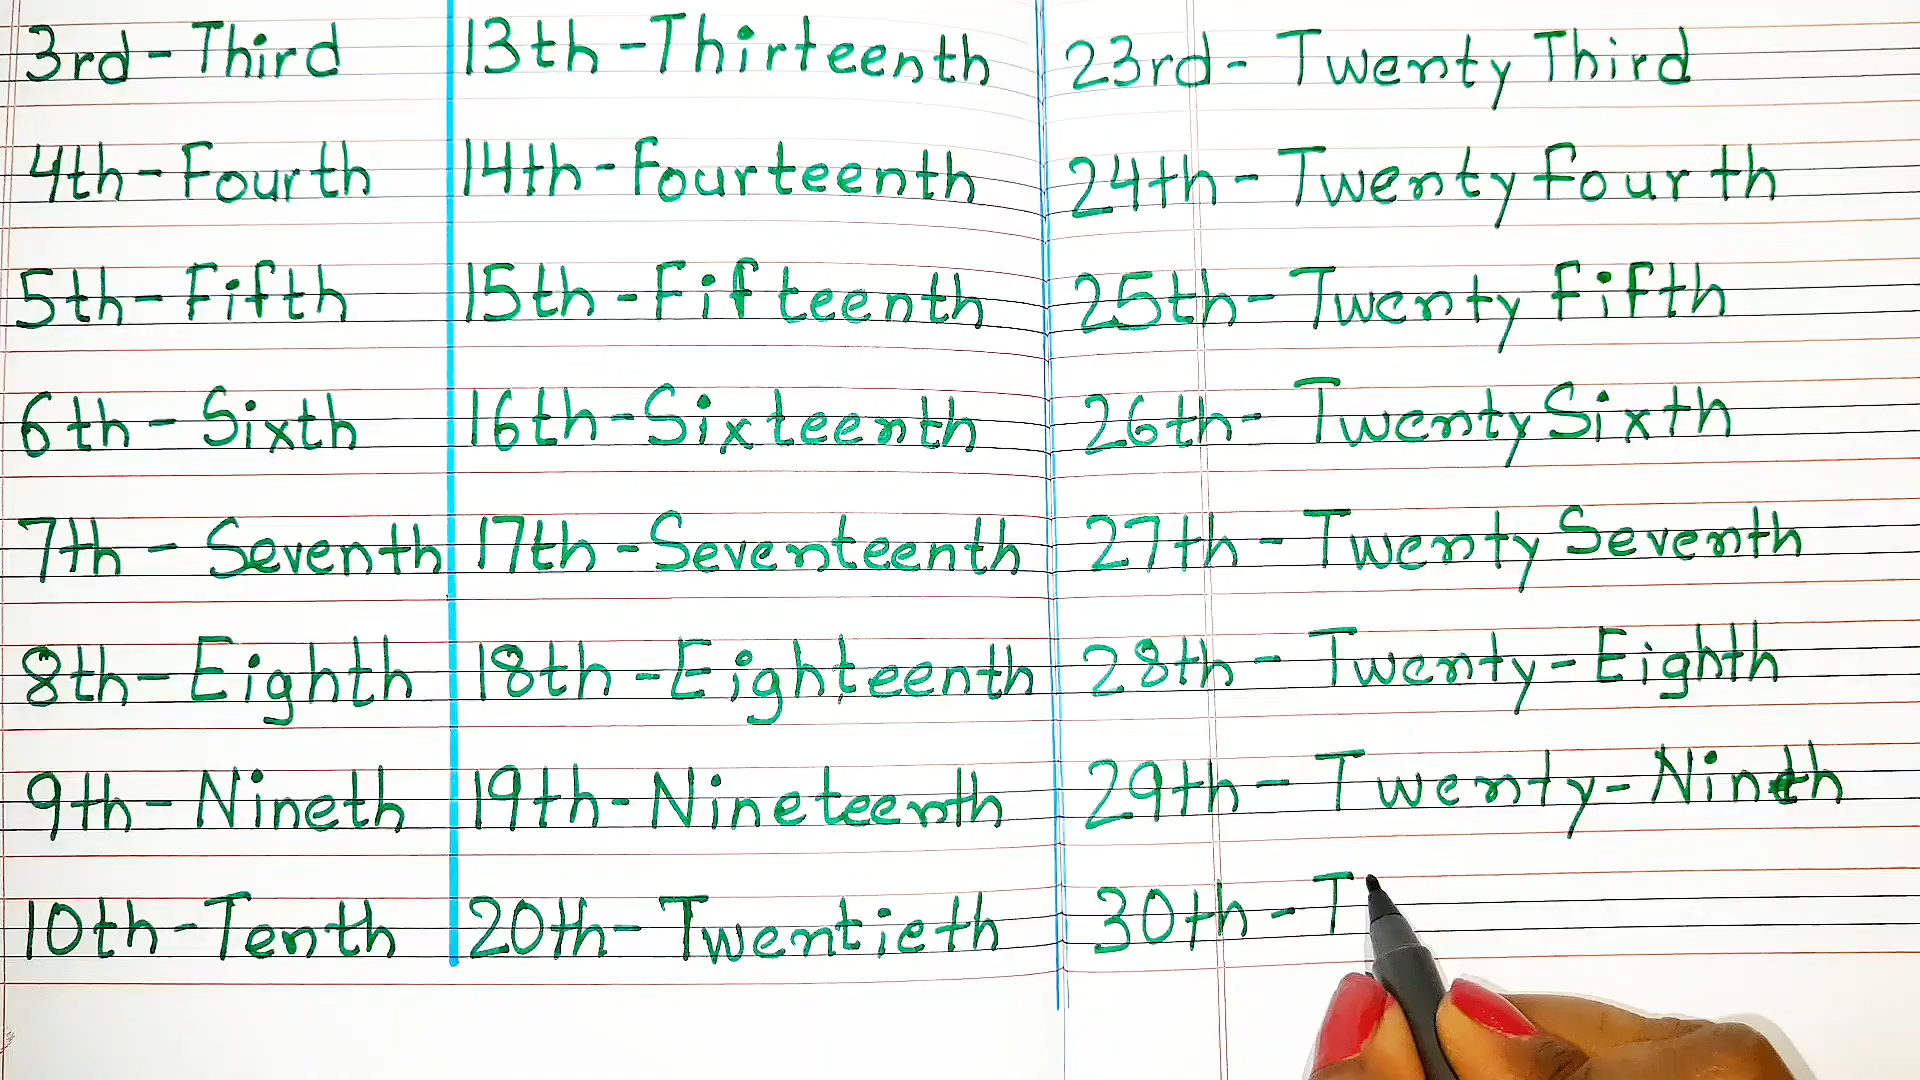 3rd - Third
4th - Fourth
5th - Fifth
6th - Sixth
7th - Seventh
8th - Eighth
9th - Nineth
10th - Tenth
13th - Thirteenth
14th - Fourteenth
15th - Fifteenth
16th - Sixteenth
17th - Seventeenth
18th - Eighteenth
19th - Nineteenth
20th - Twentieth
23rd - Twenty Third
24th - Twenty Fourth
25th - Twenty Fifth
26th - Twenty Sixth
27th - Twenty Seventh
28th - Twenty-Eighth
29th - Twenty-Nineth
30th - T